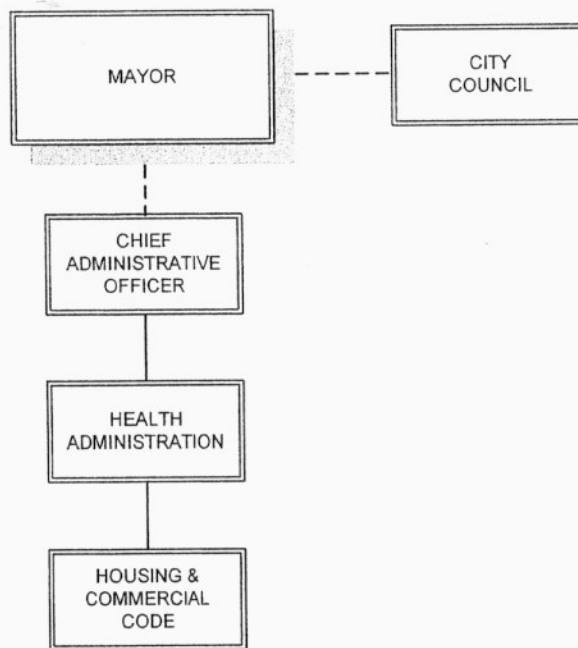 MAYOR
CITY
COUNCIL
CHIEF
ADMINISTRATIVE
OFFICER
HEALTH
ADMINISTRATION
HOUSING &
COMMERCIAL
CODE